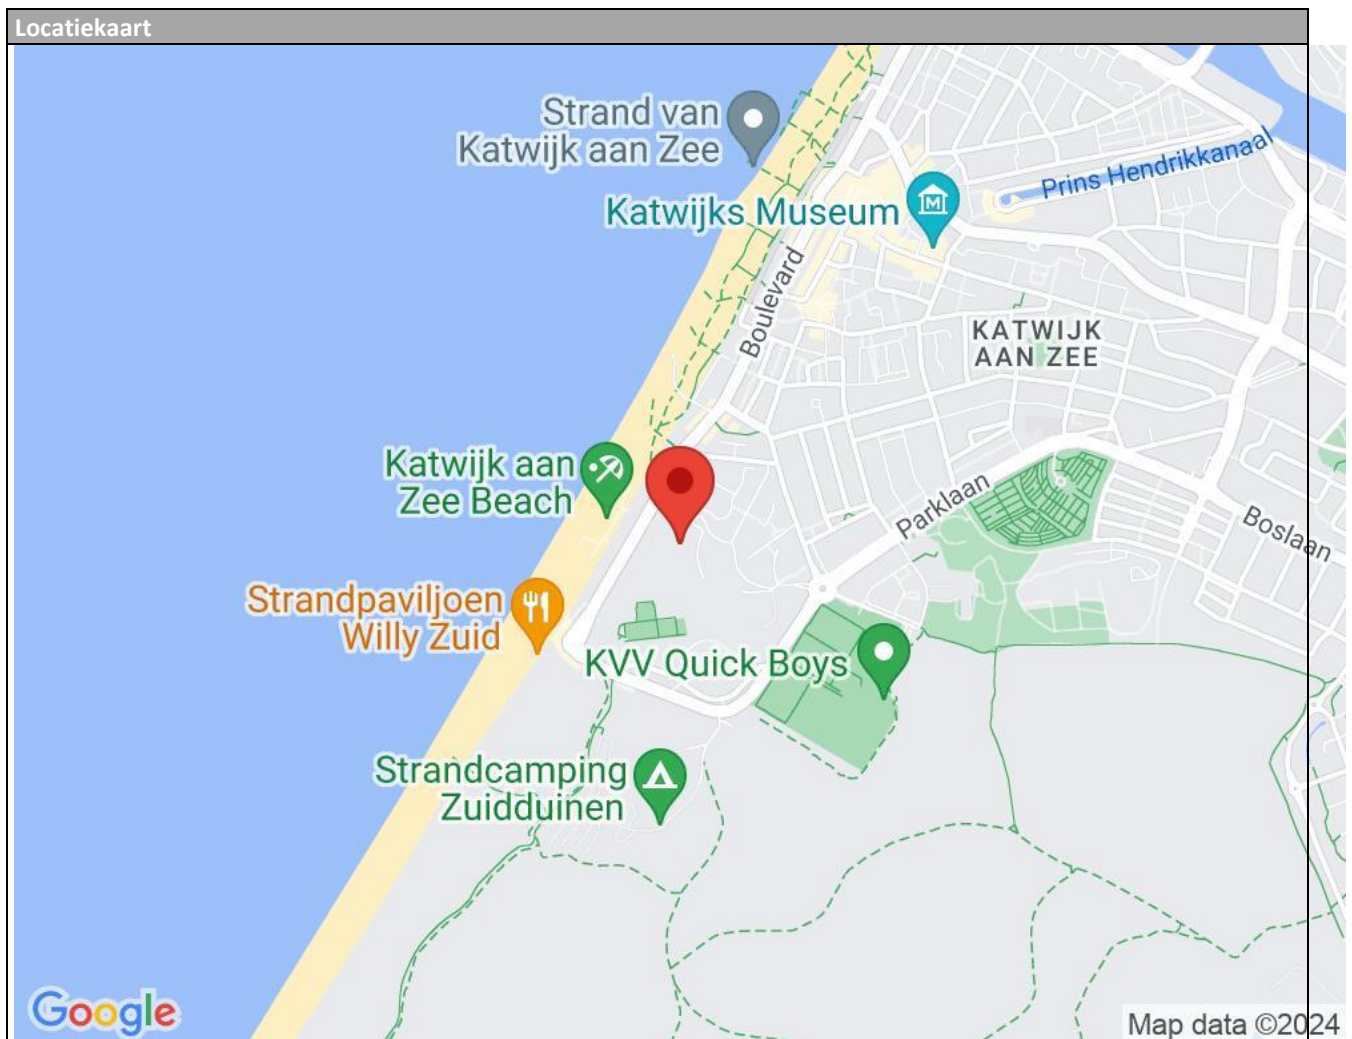 Locatiekaart
Strand van
Katwijk aan Zee
Prins Hendrikkanaal
Katwijks Museum
M
Boulevard
KATWIJK
AAN ZEE
Katwijk aan
Zee Beach
Parklaan
Boslaan
Strandpaviljoen
Willy Zuid
KVV Quick Boys
Strandcamping
Zuidduinen
Google
Map data ©2024